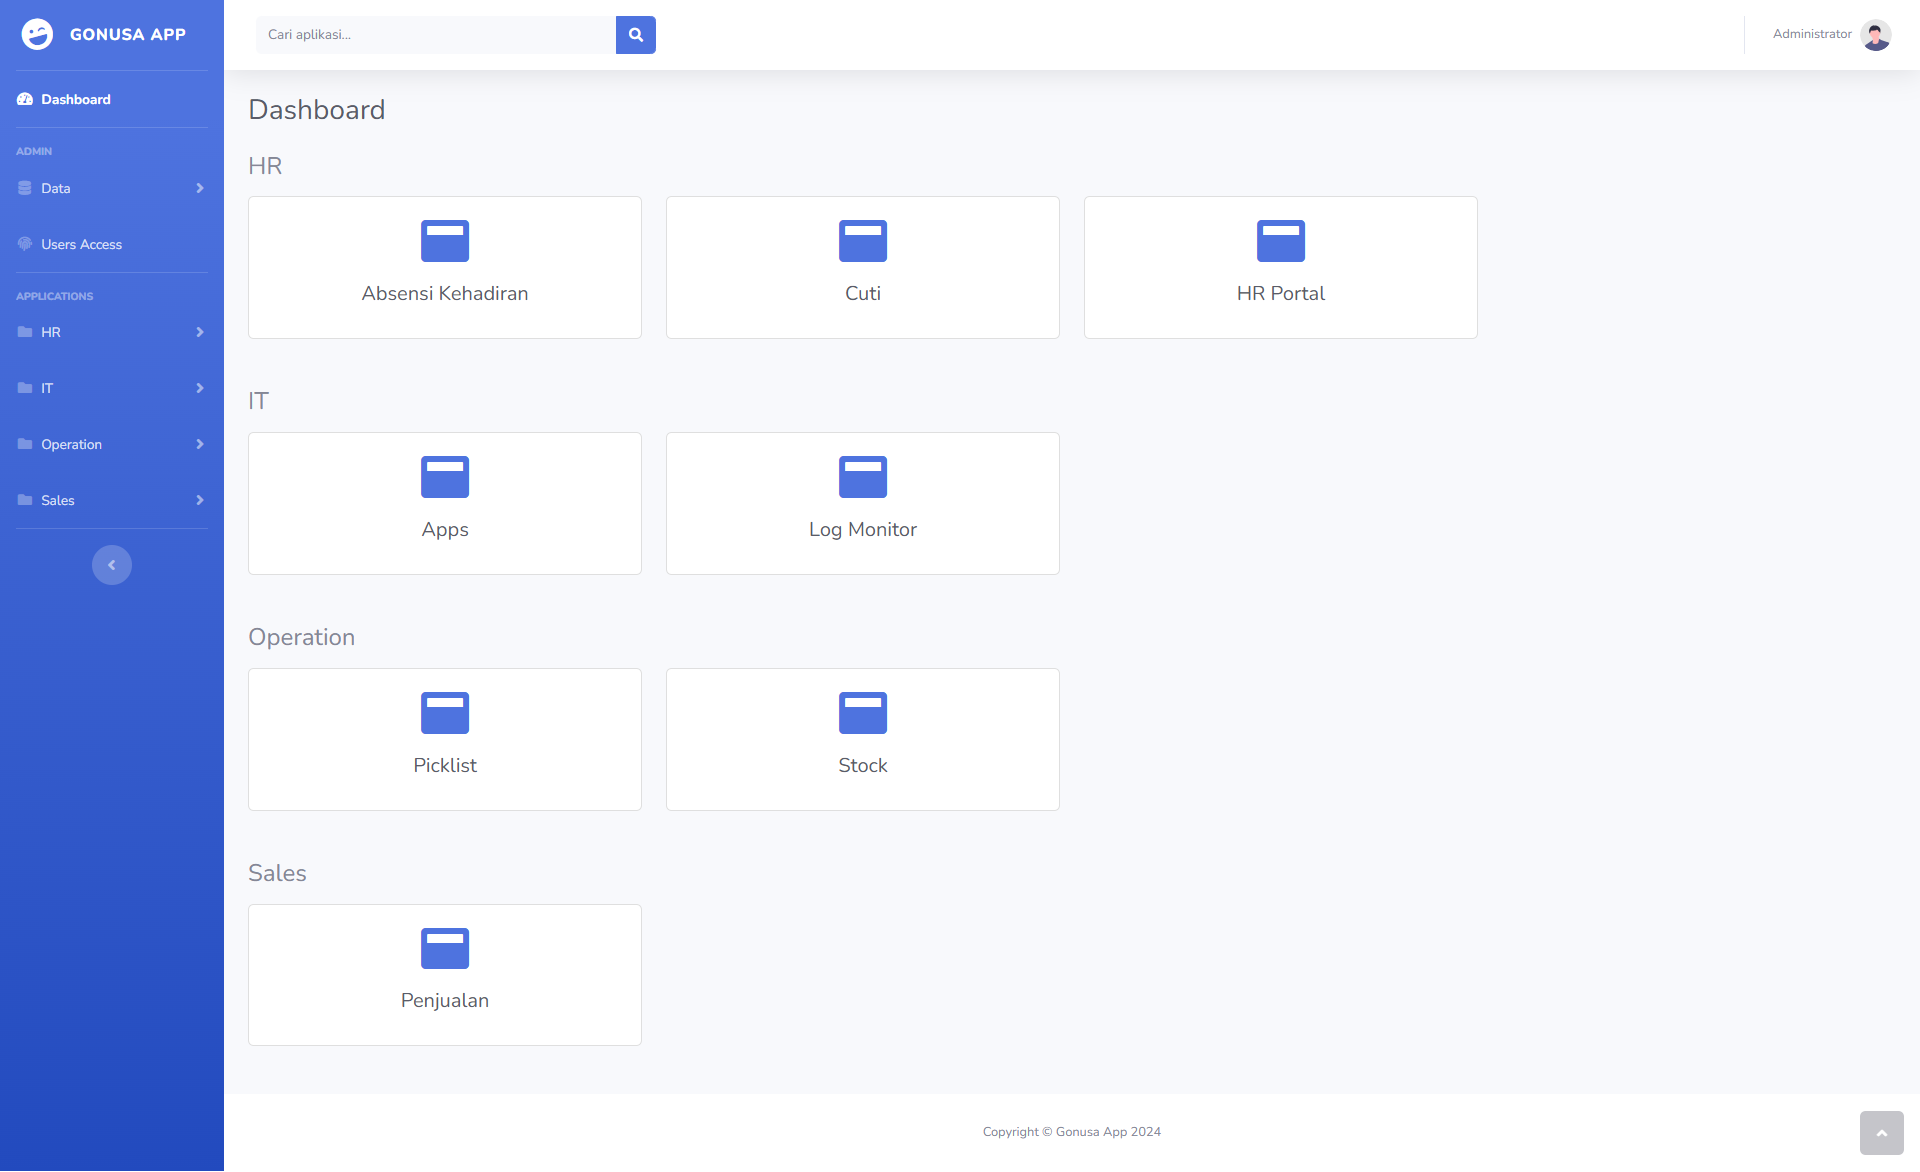 GONUSA APP
Dashboard
ADMIN
Data
Users Access
APPLICATIONS
HR
IT
Operation
Sales
Cari aplikasi...
Administrator
Dashboard
HR
Absensi Kehadiran
Cuti
HR Portal
IT
Apps
Log Monitor
Operation
Picklist
Stock
Sales
Penjualan
Copyright © Gonusa App 2024